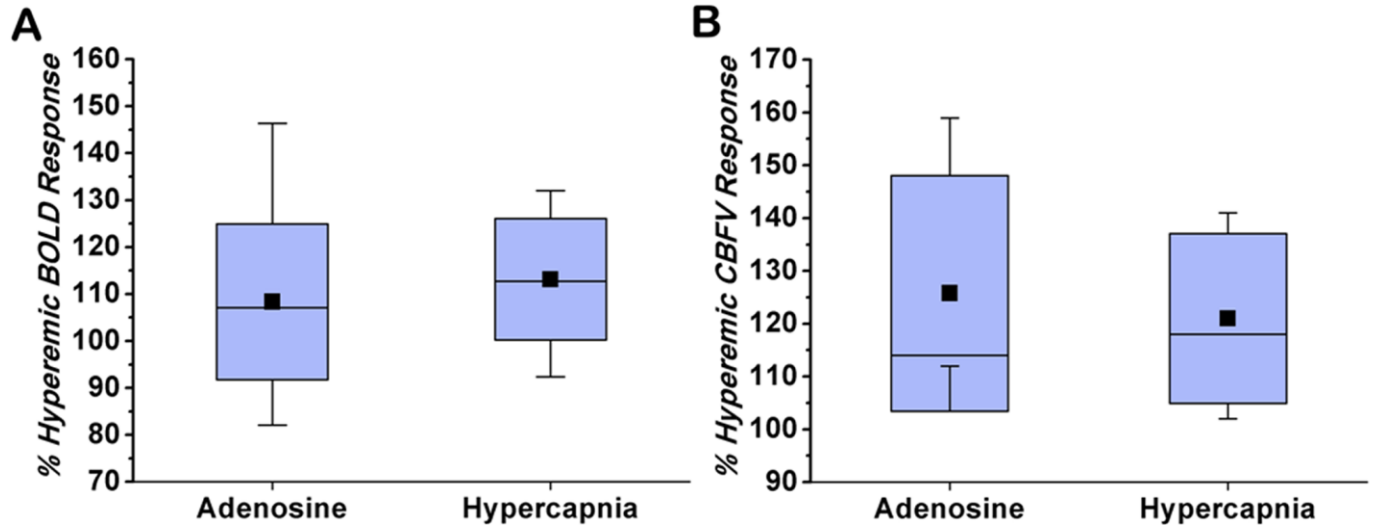 A
% Hyperemic BOLD Response
160
150
140
130
120
110
100
90
80
70
Adenosine
Hypercapnia
B
% Hyperemic CBFV Response
170
160
150
140
130
120
110
100
90
Adenosine
Hypercapnia